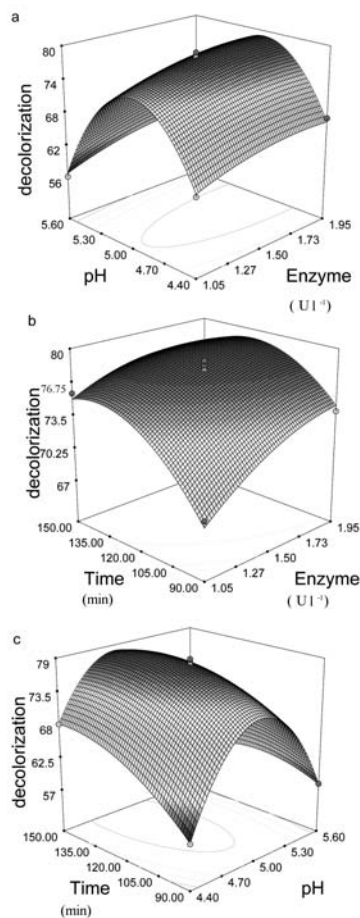 a
80
74
68
62
56
decolorization
5.60
5.30
5.00
4.70
4.40
pH
1.95
1.73
1.50
1.27
1.05
Enzyme
( U l ⁻¹ )
b
80
76.75
73.5
70.25
67
decolorization
150.00
135.00
120.00
105.00
90.00
Time
(min)
1.95
1.73
1.50
1.27
1.05
Enzyme
( U l ⁻¹ )
c
79
73.5
68
62.5
57
decolorization
150.00
135.00
120.00
105.00
90.00
Time
(min)
5.60
5.30
5.00
4.70
4.40
pH